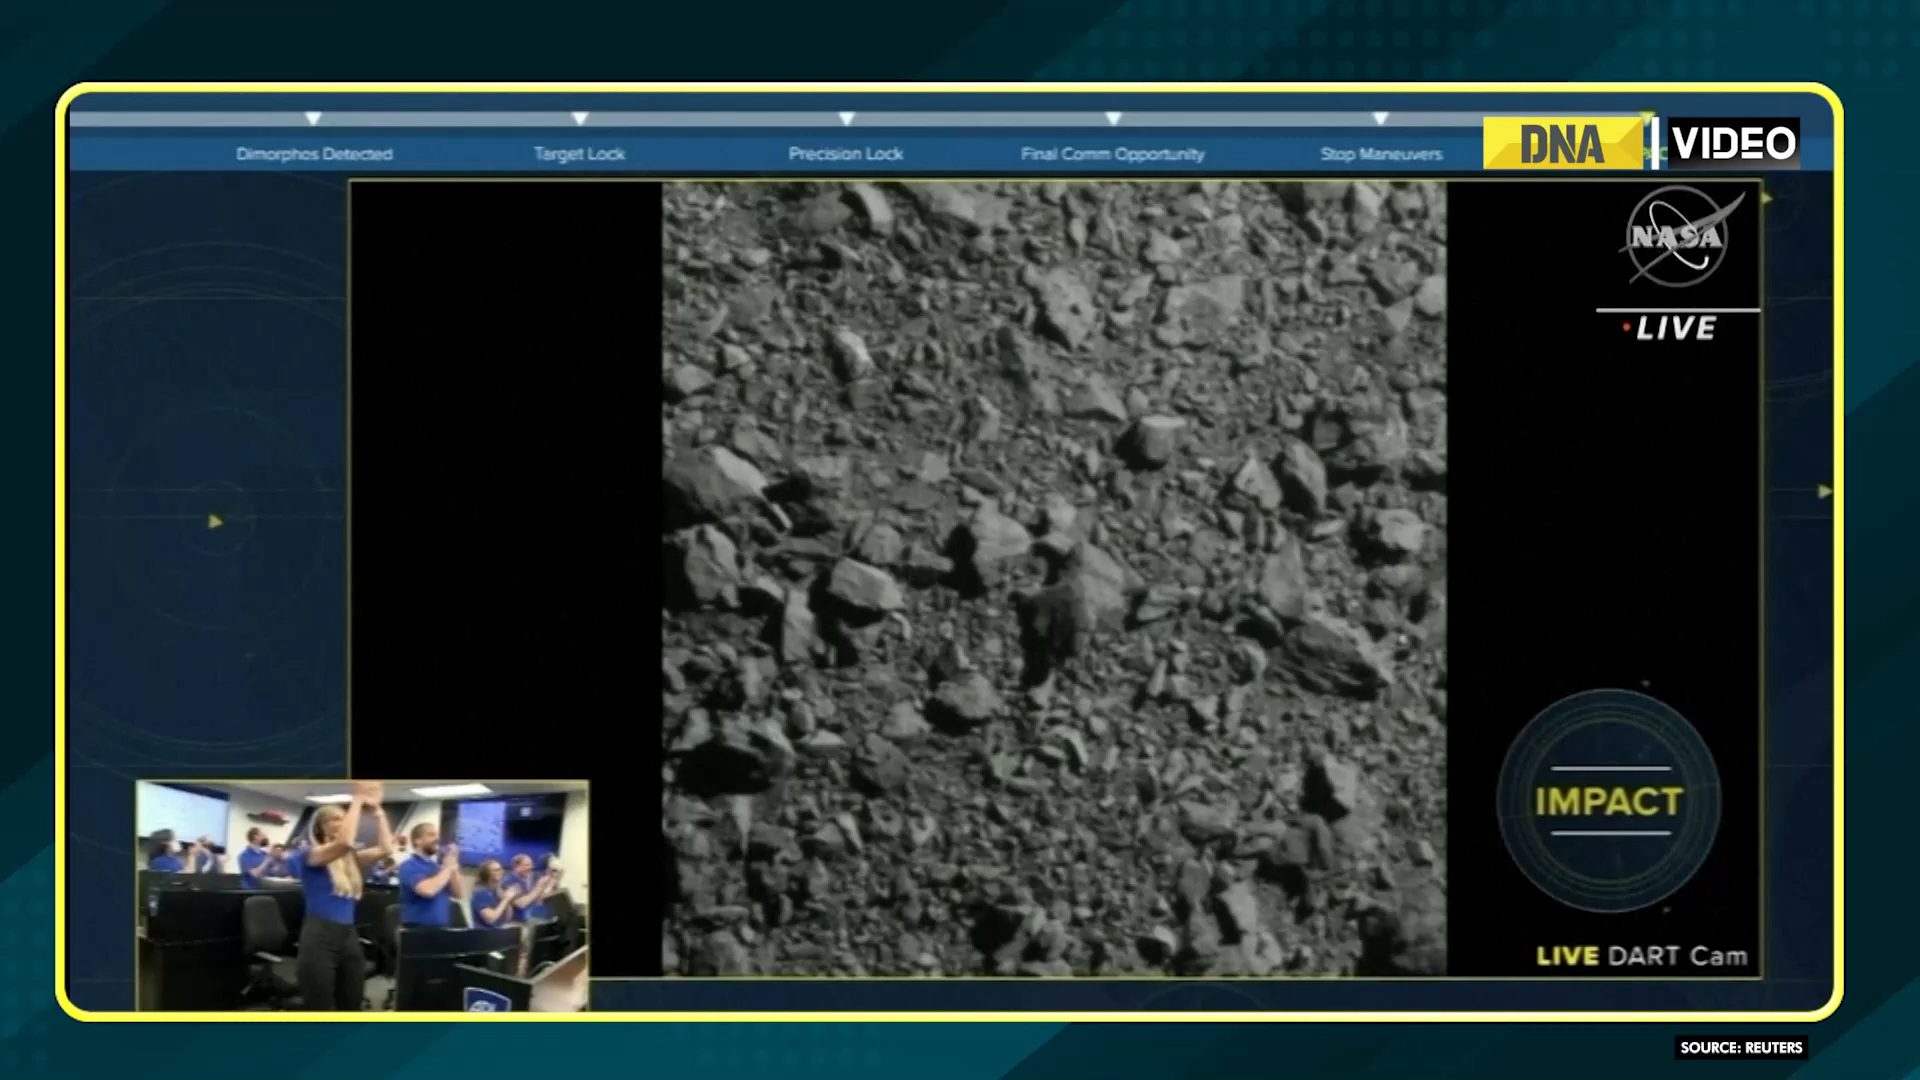 Dimorphos Detected
Target Lock
Precision Lock
Final Comm Opportunity
Stop Maneuvers
DNA VIDEO
NASA
LIVE
IMPACT
LIVE DART Cam
SOURCE: REUTERS